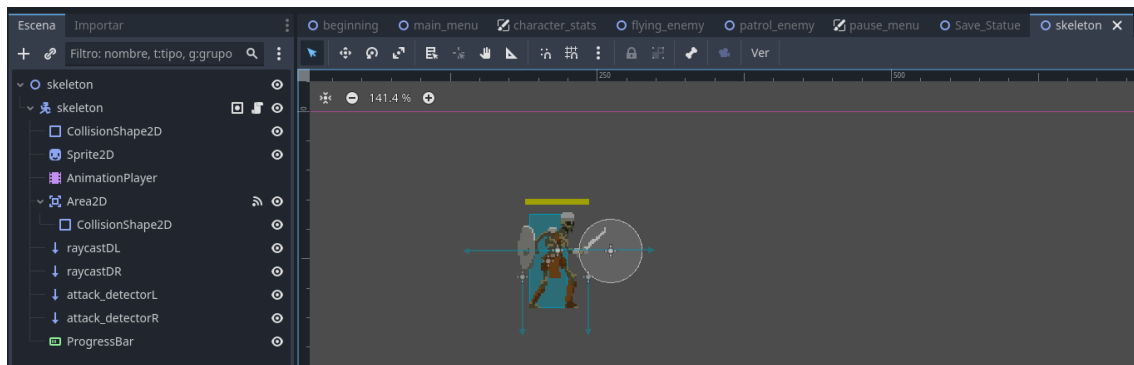 Escena Importar
beginning main_menu character_stats flying_enemy patrol_enemy pause_menu Save_Statue skeleton
Filtro: nombre, t:tipo, g:grupo
Ver
250 500
141.4 %
0
skeleton
skeleton
CollisionShape2D
Sprite2D
AnimationPlayer
Area2D
CollisionShape2D
raycastDL
raycastDR
attack_detectorL
attack_detectorR
ProgressBar